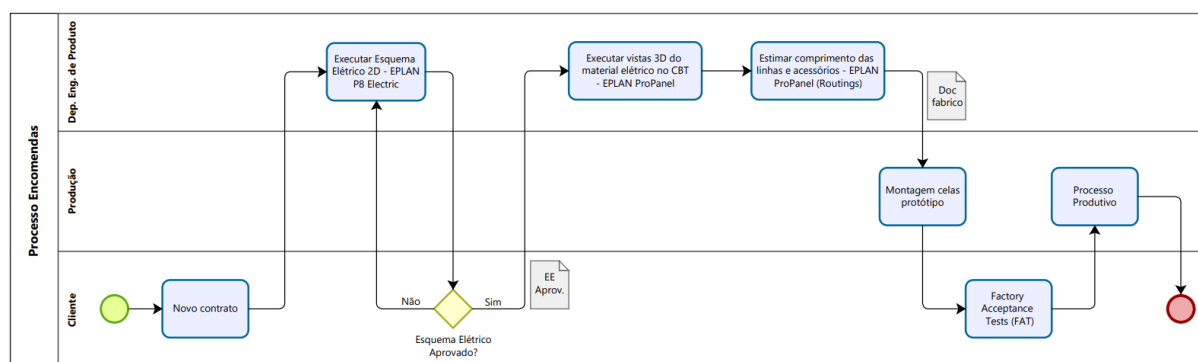 Processo Encomendas
Dep. Eng. de Produto
Executar Esquema
Elétrico 2D - EPLAN
P8 Electric
Executar vistas 3D do
material elétrico no CBT
- EPLAN ProPanel
Estimar comprimento das
linhas e acessórios - EPLAN
ProPanel (Routings)
Doc
fabrico
Produção
Montagem celas
protótipo
Processo
Produtivo
Cliente
Novo contrato
Não
Sim
Esquema Elétrico
Aprovado?
EE
Aprov.
Factory
Acceptance
Tests (FAT)